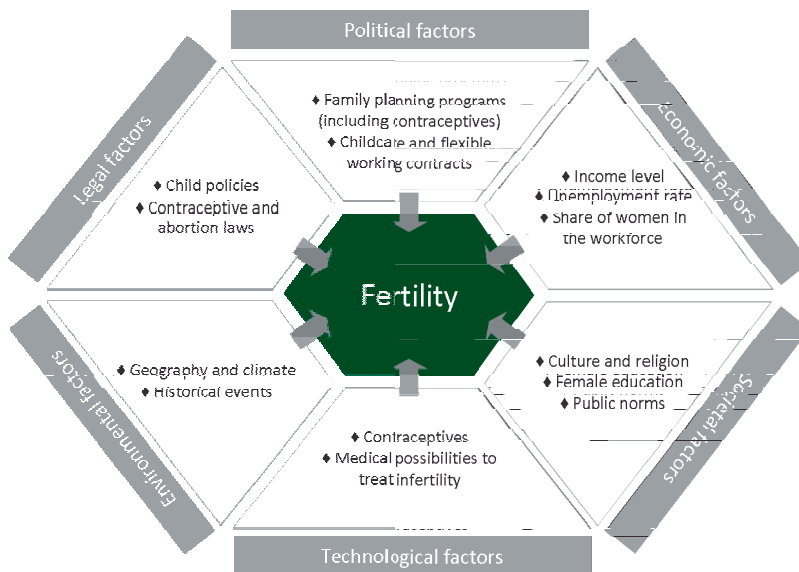 Political factors
♦ Family planning programs
(including contraceptives)
♦ Childcare and flexible
working contracts
Legal factors
♦ Child policies
♦ Contraceptive and
abortion laws
Economic factors
♦ Income level
♦ Unemployment rate
♦ Share of women in
the workforce
Fertility
Environmental factors
♦ Geography and climate
♦ Historical events
Societal factors
♦ Culture and religion
♦ Female education
♦ Public norms
♦ Contraceptives
♦ Medical possibilities to
treat infertility
Technological factors